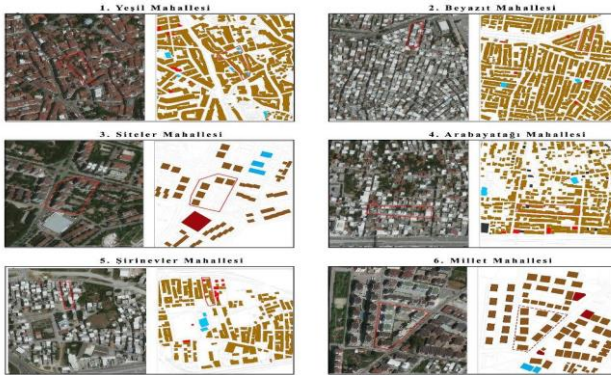 1. Yeşil Mahallesi
2. Beyazıt Mahallesi
3. Siteler Mahallesi
4. Arabayatağı Mahallesi
5. Şirinevler Mahallesi
6. Millet Mahallesi